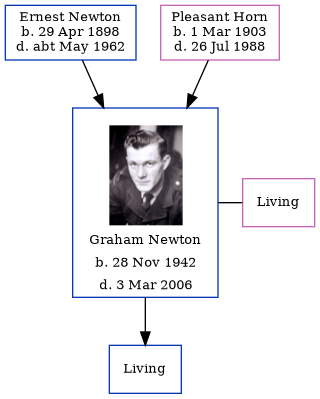 Ernest Newton
b. 29 Apr 1898
d. abt May 1962
Pleasant Horn
b. 1 Mar 1903
d. 26 Jul 1988
Graham Newton
b. 28 Nov 1942
d. 3 Mar 2006
Living
Living